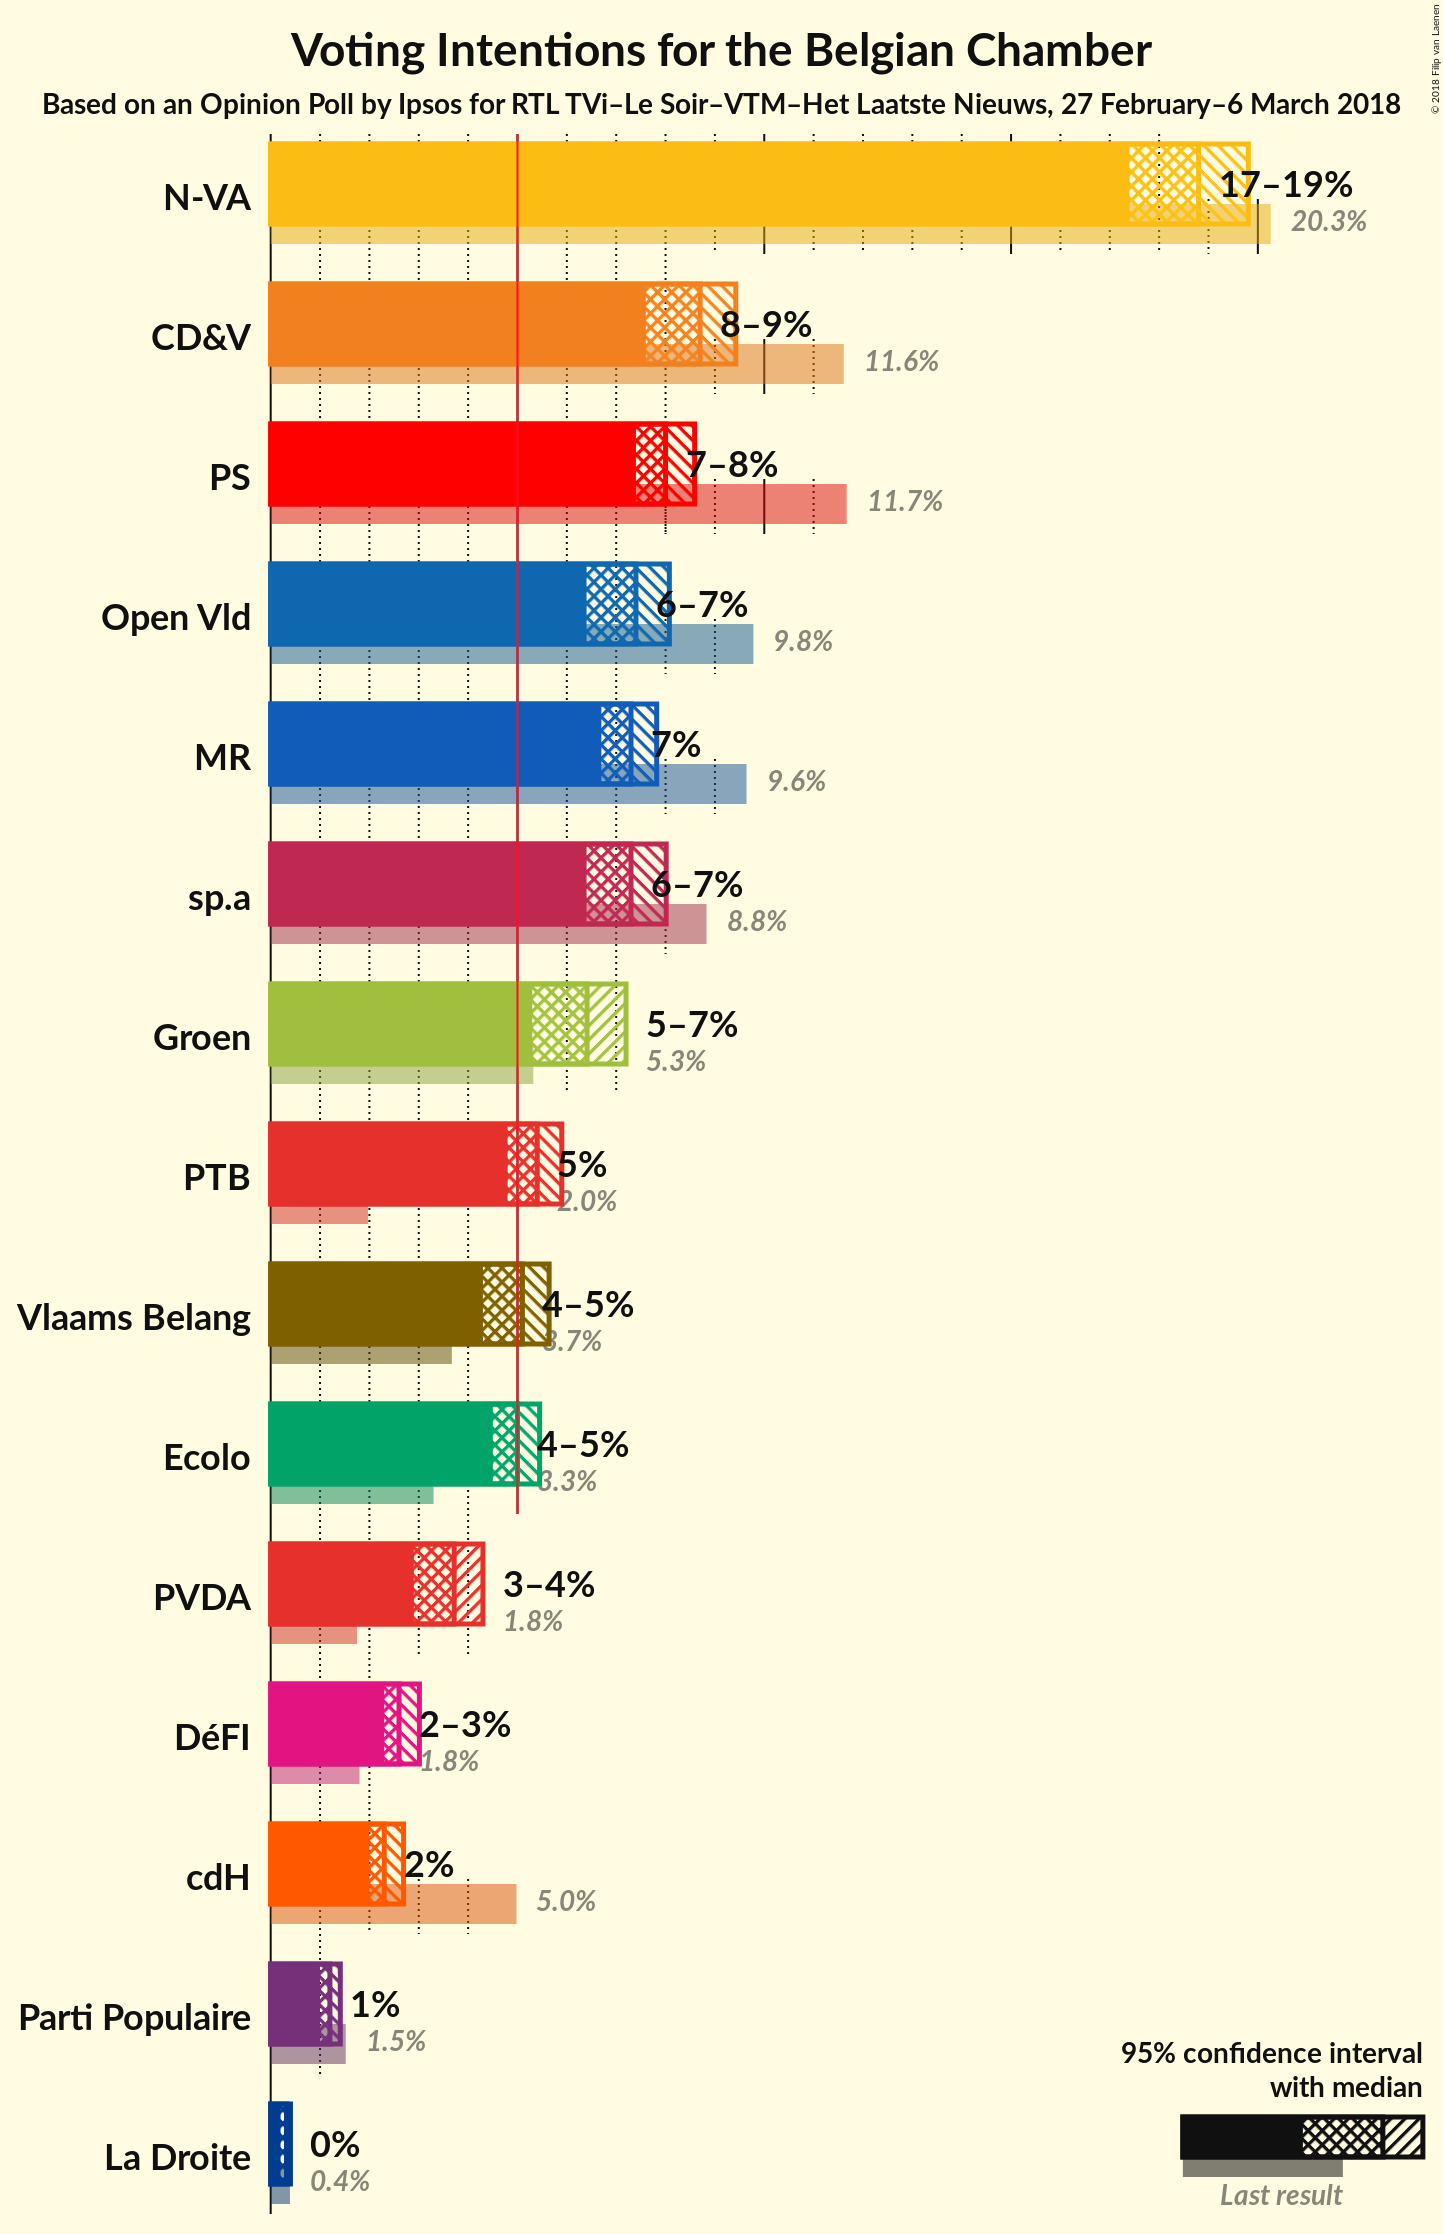 Voting Intentions for the Belgian Chamber
Based on an Opinion Poll by Ipsos for RTL TVi–Le Soir–VTM–Het Laatste Nieuws, 27 February–6 March 2018
© 2018 Filip van Laenen
N-VA
17–19%
20.3%
CD&V
8–9%
11.6%
PS
7–8%
11.7%
Open Vld
6–7%
9.8%
MR
7%
9.6%
sp.a
6–7%
8.8%
Groen
5–7%
5.3%
PTB
5%
2.0%
Vlaams Belang
4–5%
3.7%
Ecolo
4–5%
3.3%
PVDA
3–4%
1.8%
DéFI
2–3%
1.8%
cdH
2%
5.0%
Parti Populaire
1%
1.5%
La Droite
0%
0.4%
95% confidence interval
with median
Last result